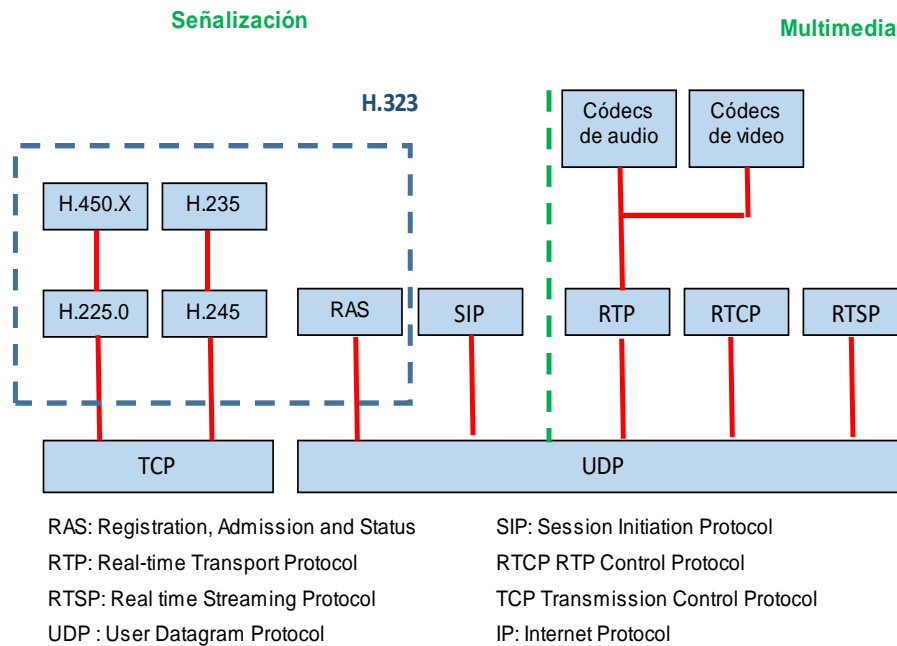 Señalización
Multimedia
H.323
Códecs
de audio
Códecs
de video
H.450.X
H.235
H.225.0
H.245
RAS
SIP
RTP
RTCP
RTSP
TCP
UDP
RAS: Registration, Admission and Status
SIP: Session Initiation Protocol
RTP: Real-time Transport Protocol
RTCP RTP Control Protocol
RTSP: Real time Streaming Protocol
TCP Transmission Control Protocol
UDP : User Datagram Protocol
IP: Internet Protocol